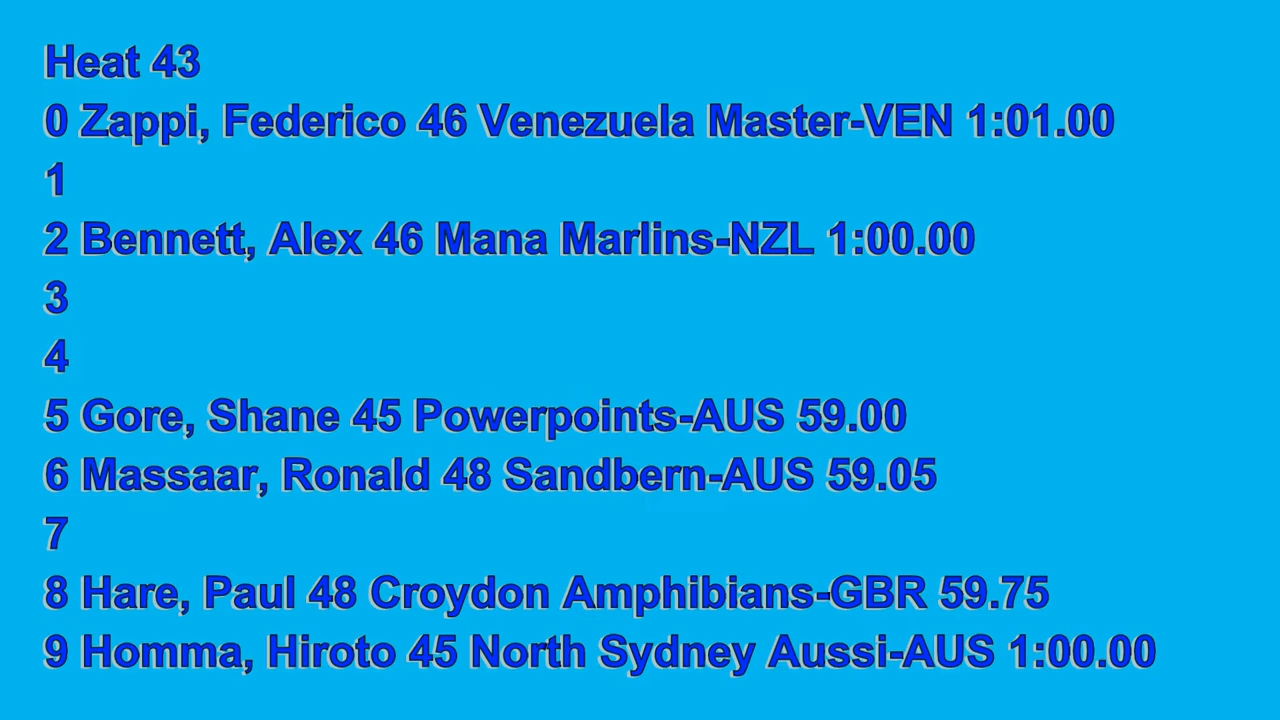 Heat 43
0 Zappi, Federico 46 Venezuela Master-VEN 1:01.00
1
2 Bennett, Alex 46 Mana Marlins-NZL 1:00.00
3
4
5 Gore, Shane 45 Powerpoints-AUS 59.00
6 Massaar, Ronald 48 Sandbern-AUS 59.05
7
8 Hare, Paul 48 Croydon Amphibians-GBR 59.75
9 Homma, Hiroto 45 North Sydney Aussi-AUS 1:00.00